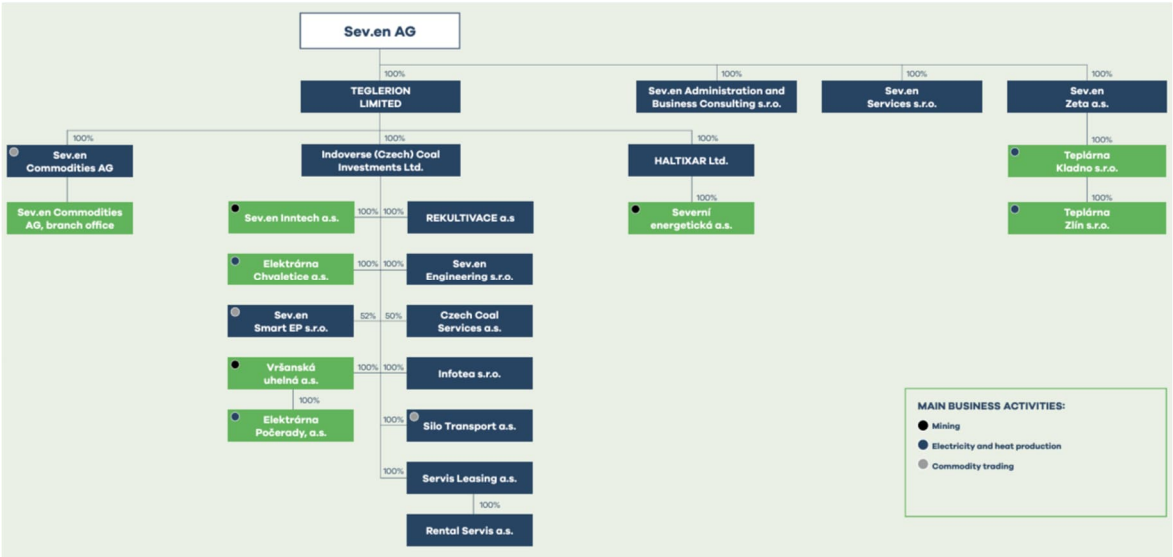 Sev.en AG
100%
100%
100%
100%
TEGLERION
LIMITED
Sev.en Administration and
Business Consulting s.r.o.
Sev.en
Services s.r.o.
Sev.en
Zeta a.s.
100%
100%
100%
100%
Sev.en
Commodities AG
Indoverse (Czech) Coal
Investments Ltd.
HALTIXAR Ltd.
Teplárna
Kladno s.r.o.
100%
100%
Sev.en Commodities
AG, branch office
Sev.en Inntech a.s.
100%
100%
REKULTIVACE a.s
Severní
energetická a.s.
Teplárna
Zlín s.r.o.
Elektrárna
Chvaletice a.s.
100%
100%
Sev.en
Engineering s.r.o.
Sev.en
Smart EP s.r.o.
52%
50%
Czech Coal
Services a.s.
Vršanská
uhelná a.s.
100%
100%
Infotea s.r.o.
100%
Elektrárna
Počerady, a.s.
100%
Silo Transport a.s.
100%
Servis Leasing a.s.
100%
Rental Servis a.s.
MAIN BUSINESS ACTIVITIES:
Mining
Electricity and heat production
Commodity trading